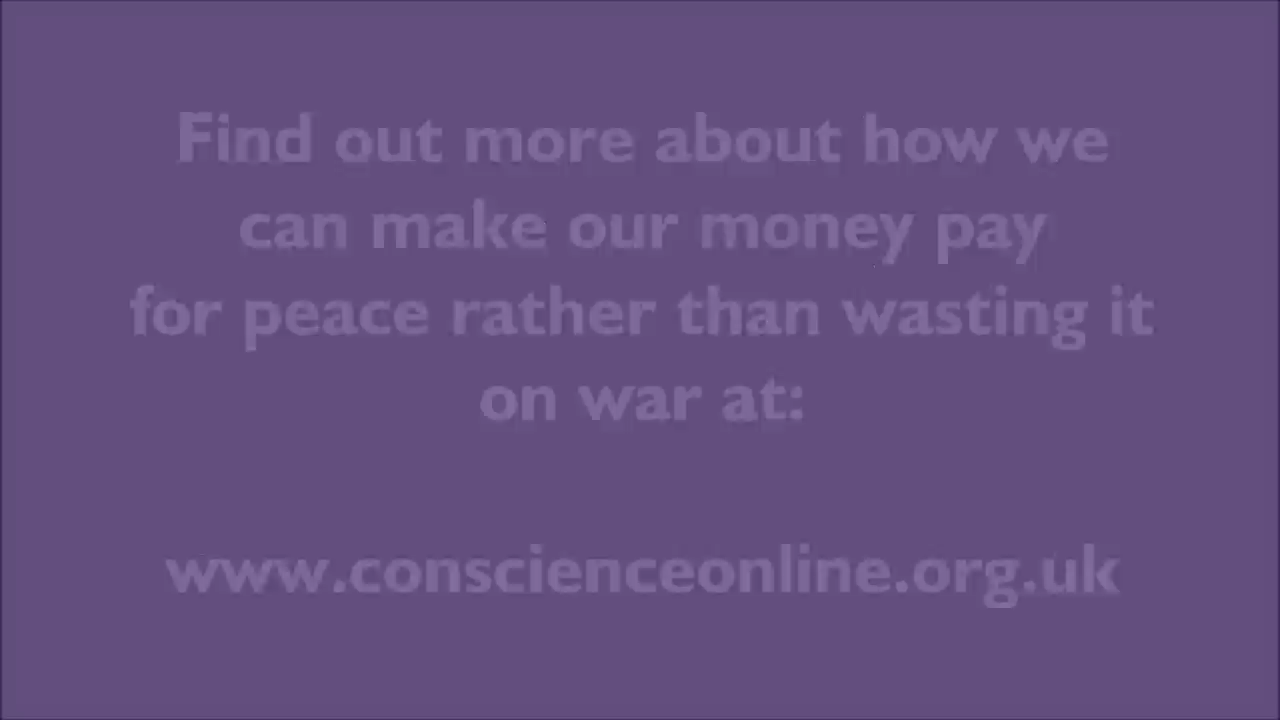 Find out more about how we
can make our money pay
for peace rather than wasting it
on war at:
www.conscienceonline.org.uk